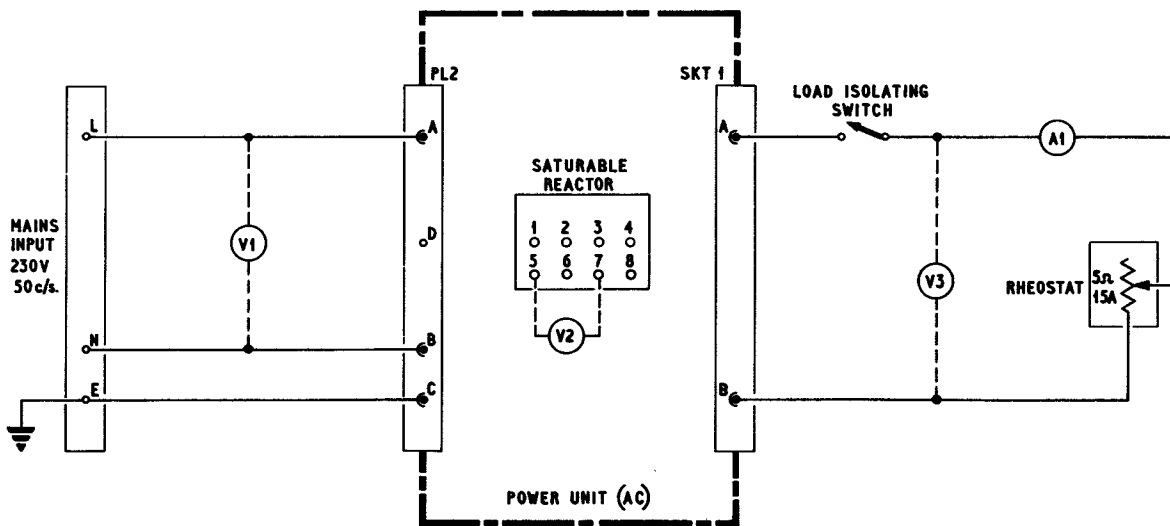 PL2
SKT 1
LOAD ISOLATING
SWITCH
L
A
A
A1
SATURABLE
REACTOR
1 2 3 4
5 6 7 8
MAINS
INPUT
230V
50c/s.
V1
D
V2
V3
RHEOSTAT
5Ω
15A
N
B
E
C
B
POWER UNIT (AC)